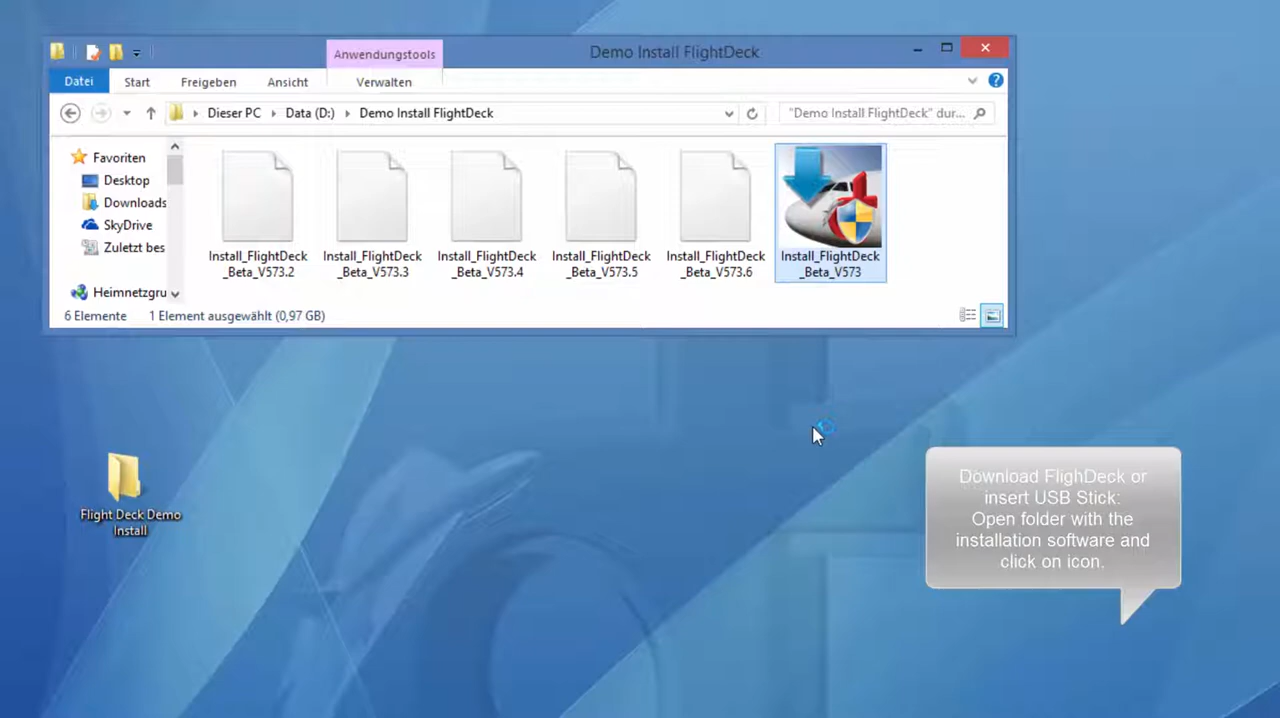 Anwendungstools
Demo Install FlightDeck
Datei
Start
Freigeben
Ansicht
Verwalten
Dieser PC
Data (D:)
Demo Install FlightDeck
"Demo Install FlightDeck" dur...
Favoriten
Desktop
Downloads
SkyDrive
Zuletzt bes
Heimnetzgru
Install_FlightDeck
_Beta_V573.2
Install_FlightDeck
_Beta_V573.3
Install_FlightDeck
_Beta_V573.4
Install_FlightDeck
_Beta_V573.5
Install_FlightDeck
_Beta_V573.6
Install_FlightDeck
_Beta_V573
6 Elemente
1 Element ausgewählt (0,97 GB)
Flight Deck Demo
Install
Download FlighDeck or
insert USB Stick:
Open folder with the
installation software and
click on icon.